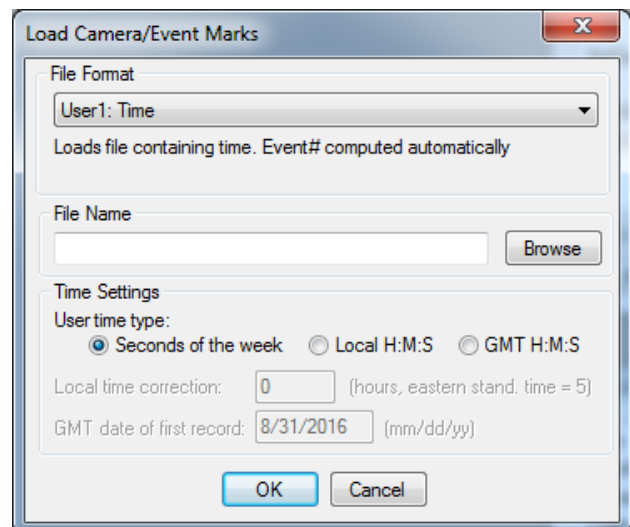 Load Camera/Event Marks
File Format
User1: Time
Loads file containing time. Event# computed automatically
File Name
Browse
Time Settings
User time type:
Seconds of the week Local H:M:S GMT H:M:S
Local time correction: 0 (hours, eastern stand. time = 5)
GMT date of first record: 8/31/2016 (mm/dd/yy)
OK Cancel